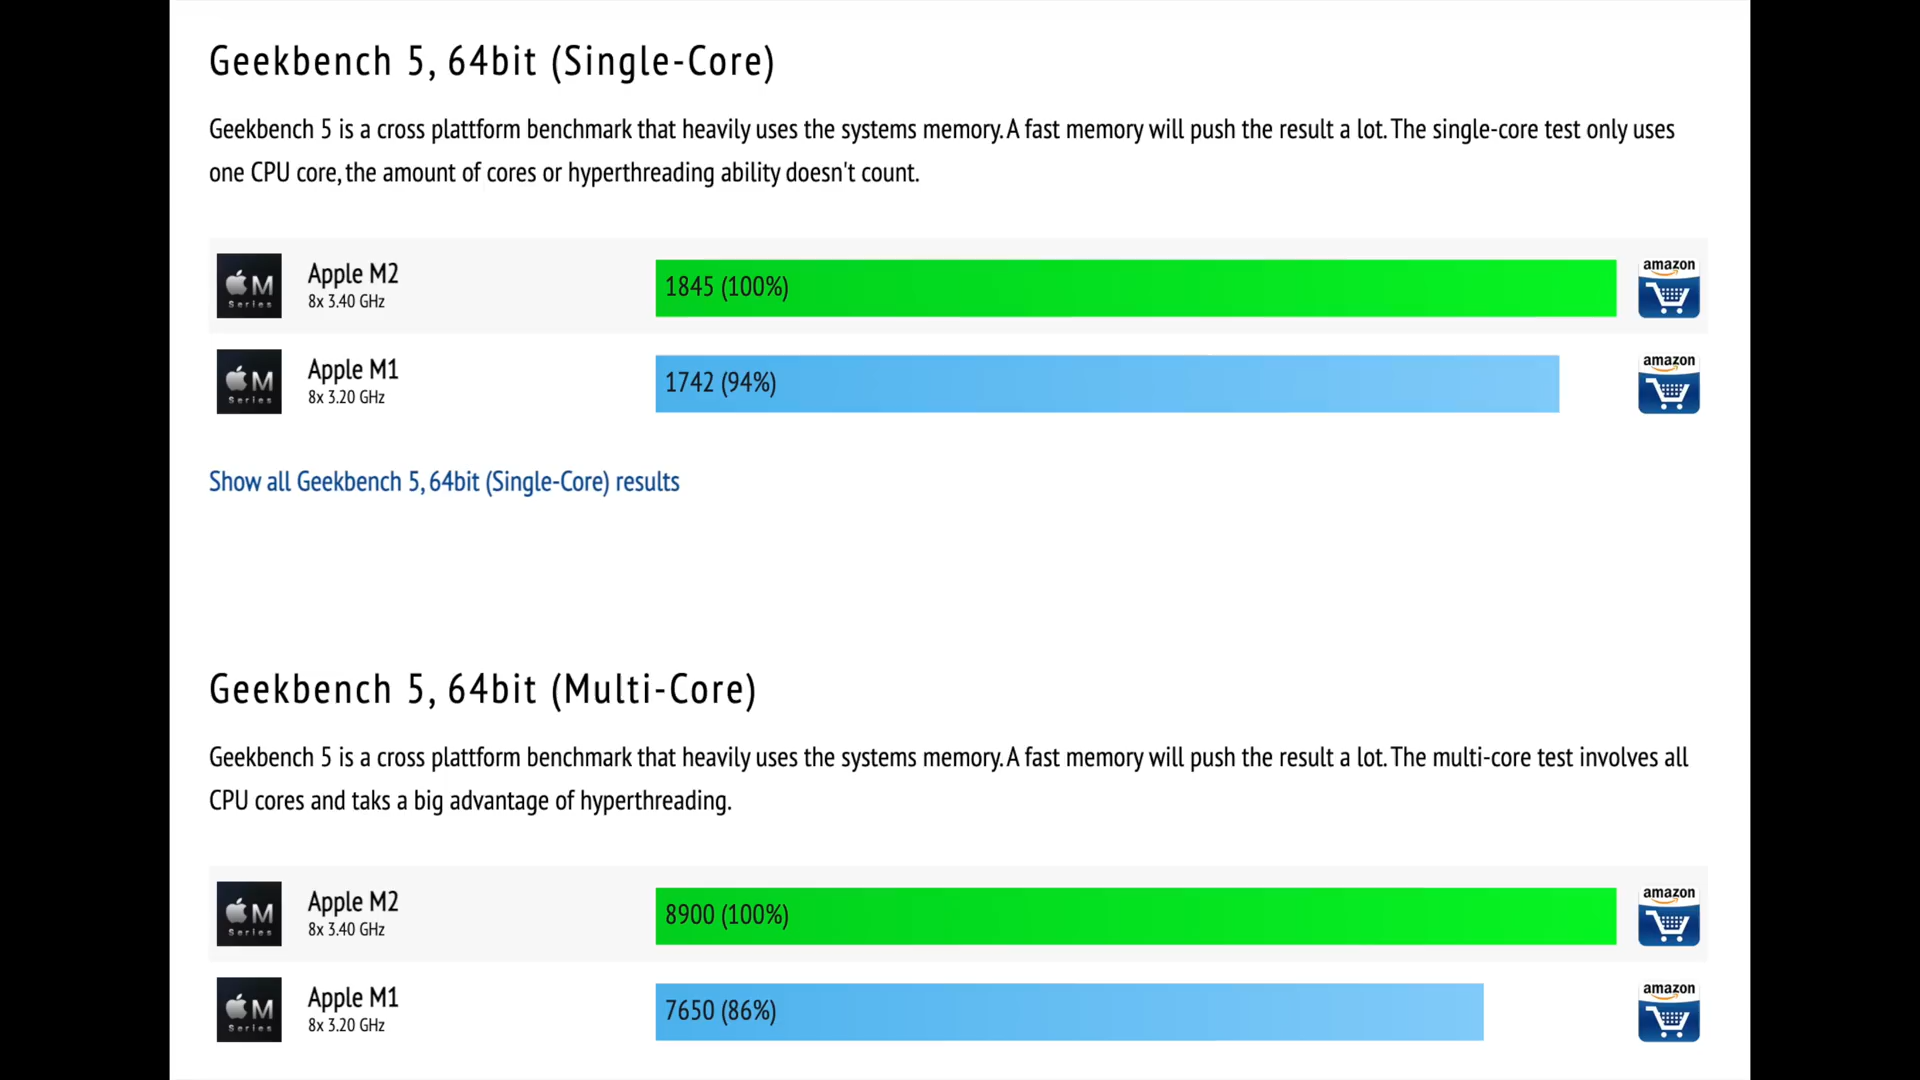 Geekbench 5, 64bit (Single-Core)
Geekbench 5 is a cross plattform benchmark that heavily uses the systems memory. A fast memory will push the result a lot. The single-core test only uses
one CPU core, the amount of cores or hyperthreading ability doesn't count.
M
Series
Apple M2
8x 3.40 GHz
1845 (100%)
amazon
M
Series
Apple M1
8x 3.20 GHz
1742 (94%)
amazon
Show all Geekbench 5, 64bit (Single-Core) results
Geekbench 5, 64bit (Multi-Core)
Geekbench 5 is a cross plattform benchmark that heavily uses the systems memory. A fast memory will push the result a lot. The multi-core test involves all
CPU cores and taks a big advantage of hyperthreading.
M
Series
Apple M2
8x 3.40 GHz
8900 (100%)
amazon
M
Series
Apple M1
8x 3.20 GHz
7650 (86%)
amazon